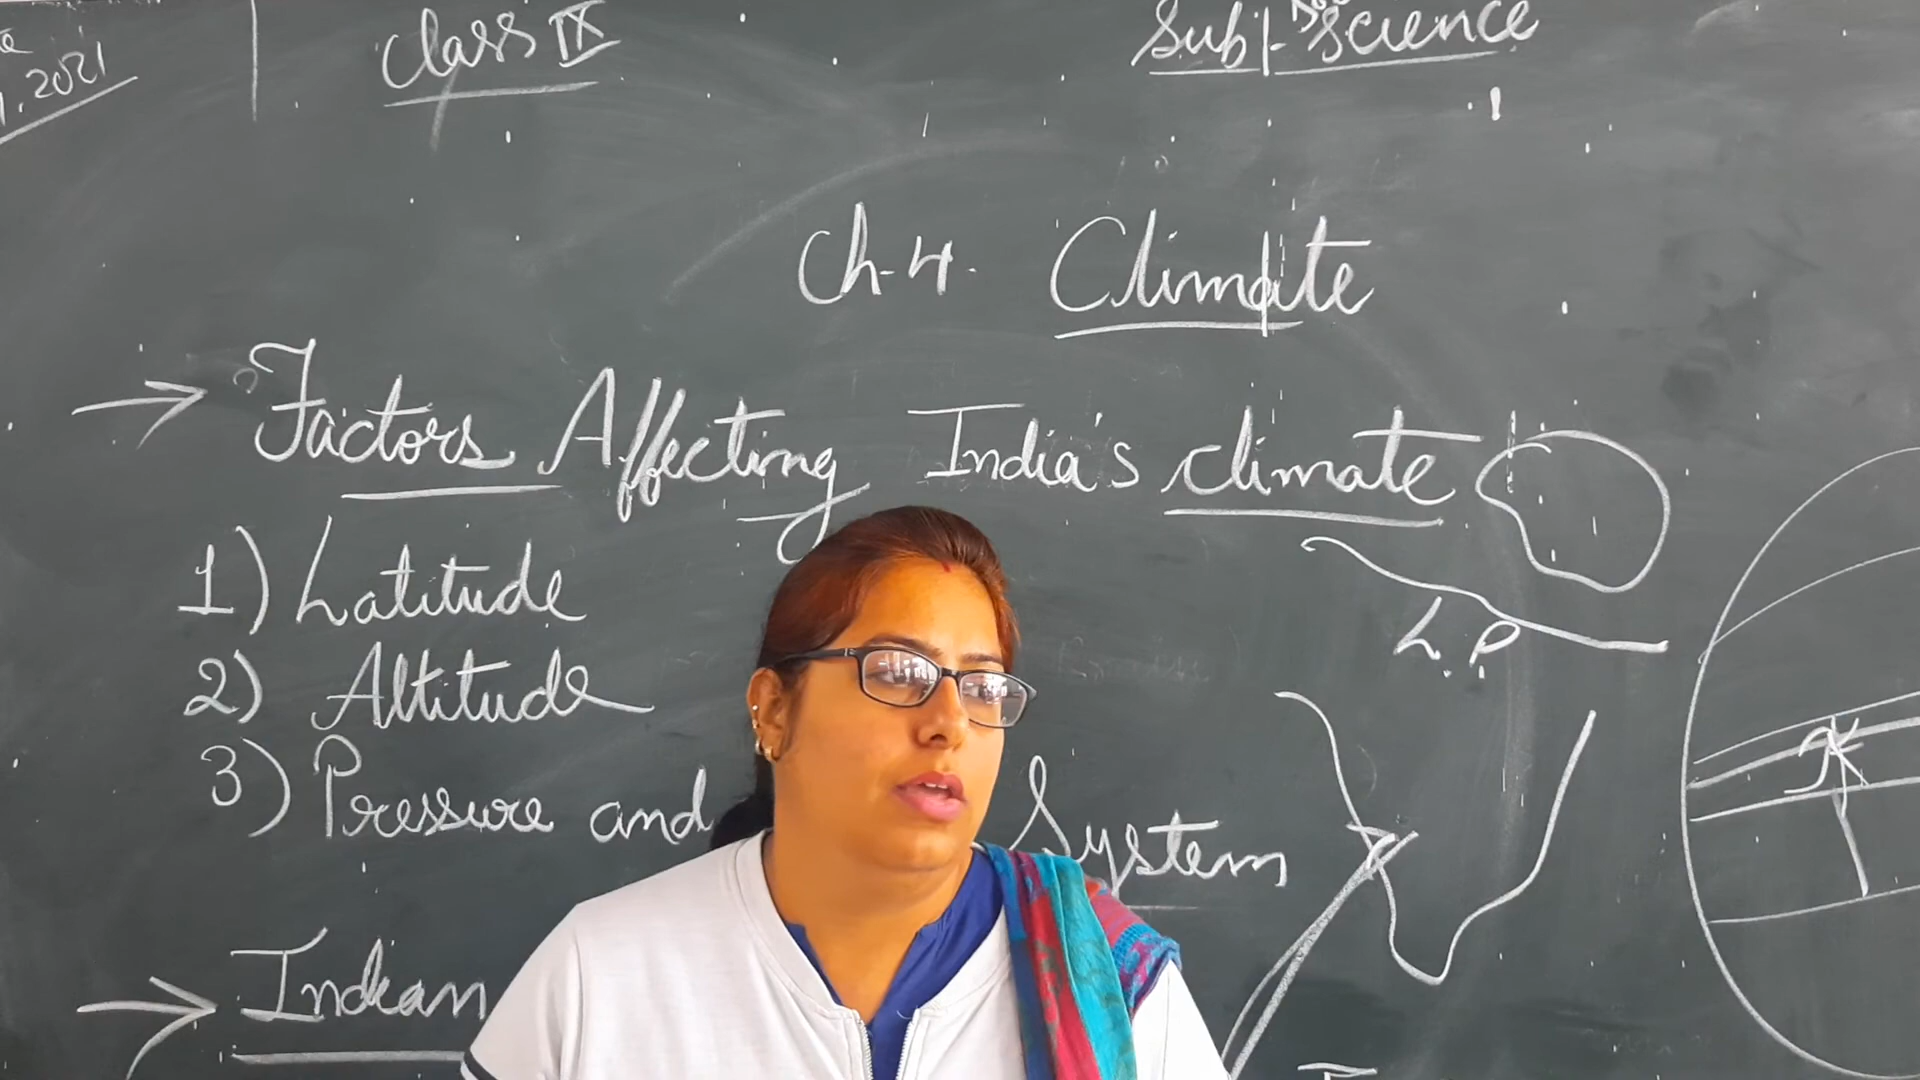 2021
Class IX
Sub- Science
Ch-4. Climate
→ Factors Affecting India's climate
1) Latitude
2) Altitude
3) Pressure and System
L.P
→ Indian